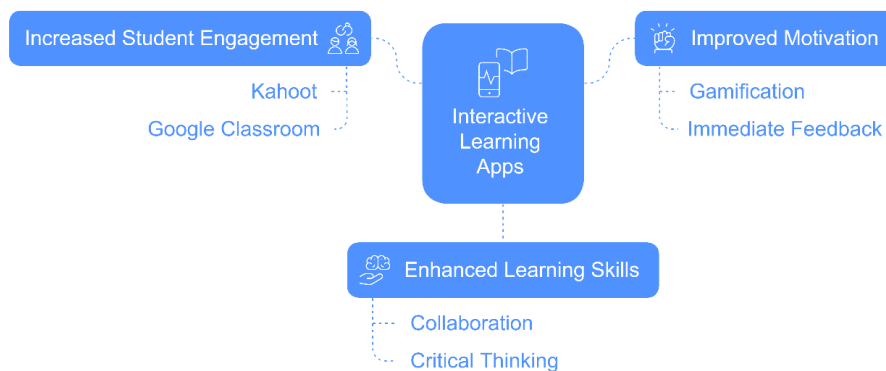 Increased Student Engagement
Kahoot
Google Classroom
Interactive
Learning
Apps
Improved Motivation
Gamification
Immediate Feedback
Enhanced Learning Skills
Collaboration
Critical Thinking